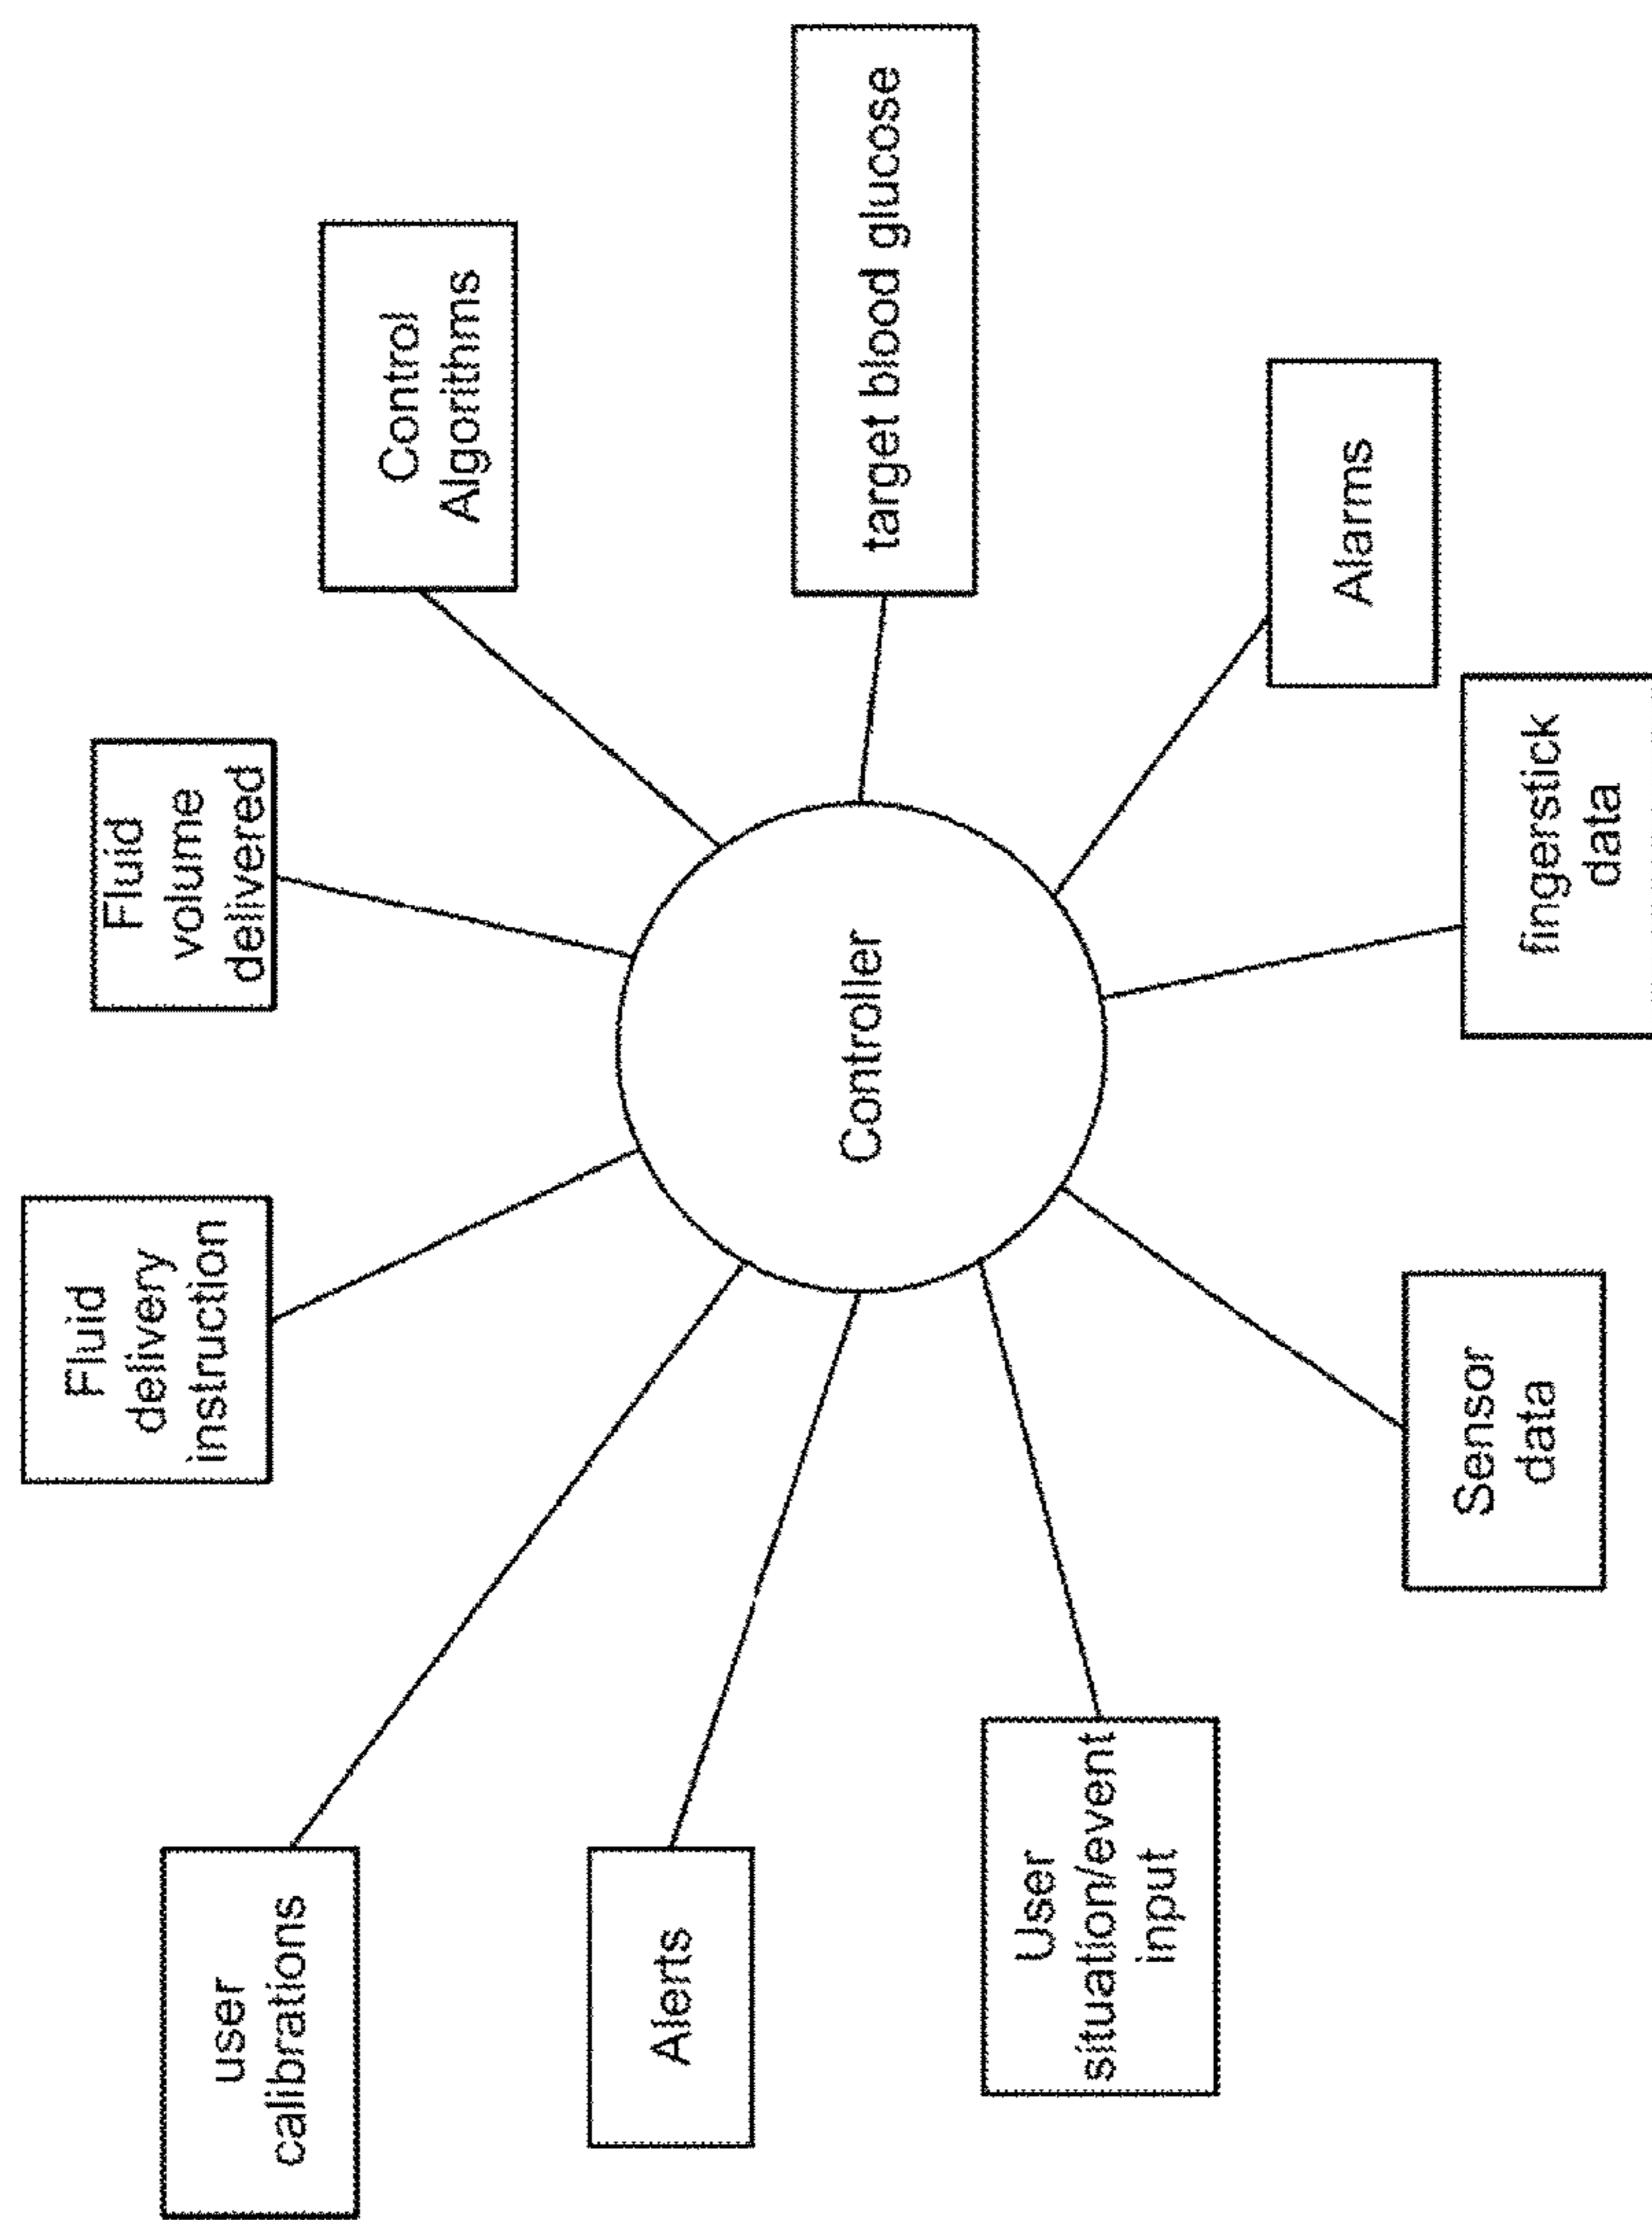 Fluid
delivery
instruction
Fluid
volume
delivered
user
calibrations
Control
Algorithms
Alerts
Controller
target blood glucose
User
situation/event
input
Sensor
data
fingerstick
data
Alarms